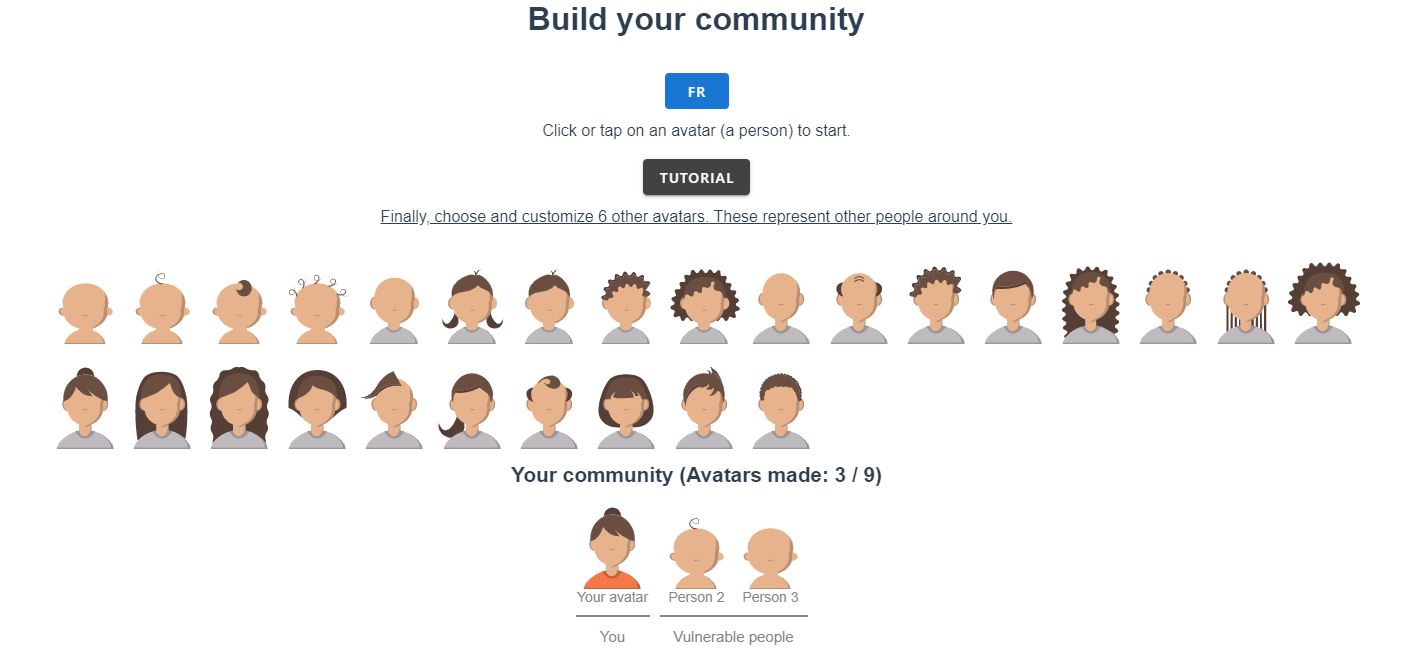 Build your community
FR
Click or tap on an avatar (a person) to start.
TUTORIAL
Finally, choose and customize 6 other avatars. These represent other people around you.
Your community (Avatars made: 3 / 9)
Your avatar Person 2 Person 3
You Vulnerable people